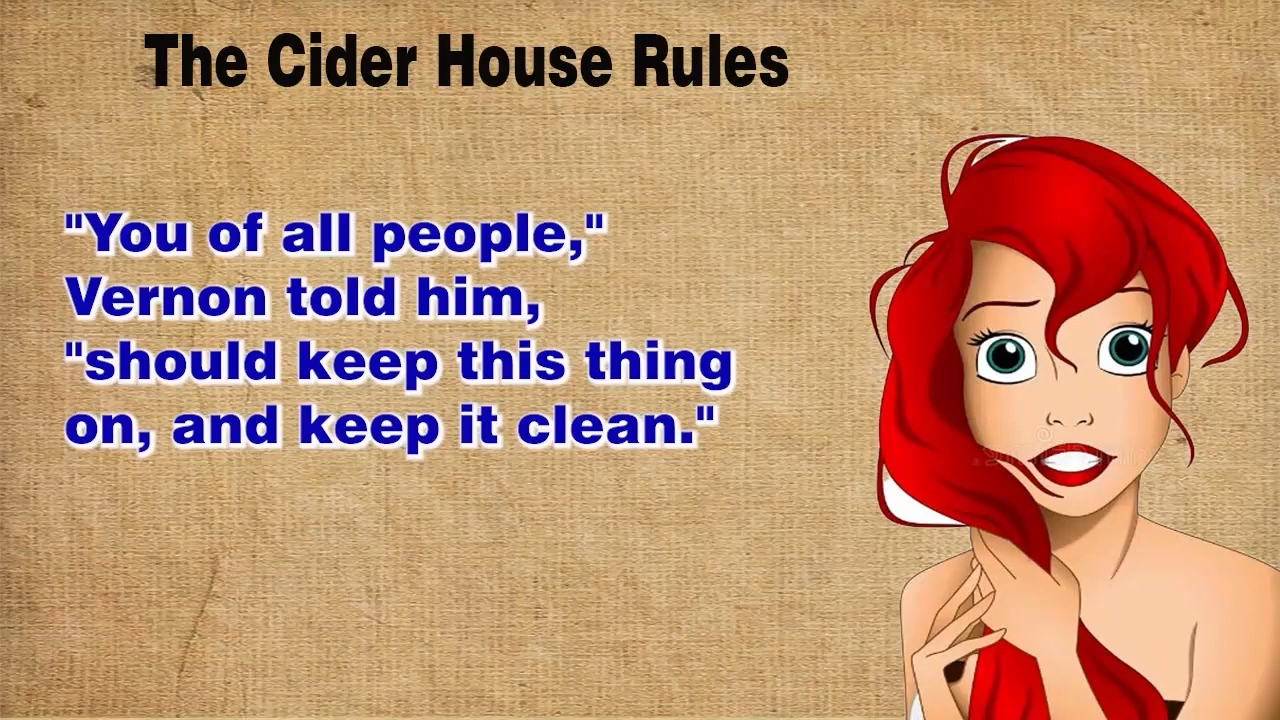 The Cider House Rules
"You of all people,"
Vernon told him,
"should keep this thing
on, and keep it clean."